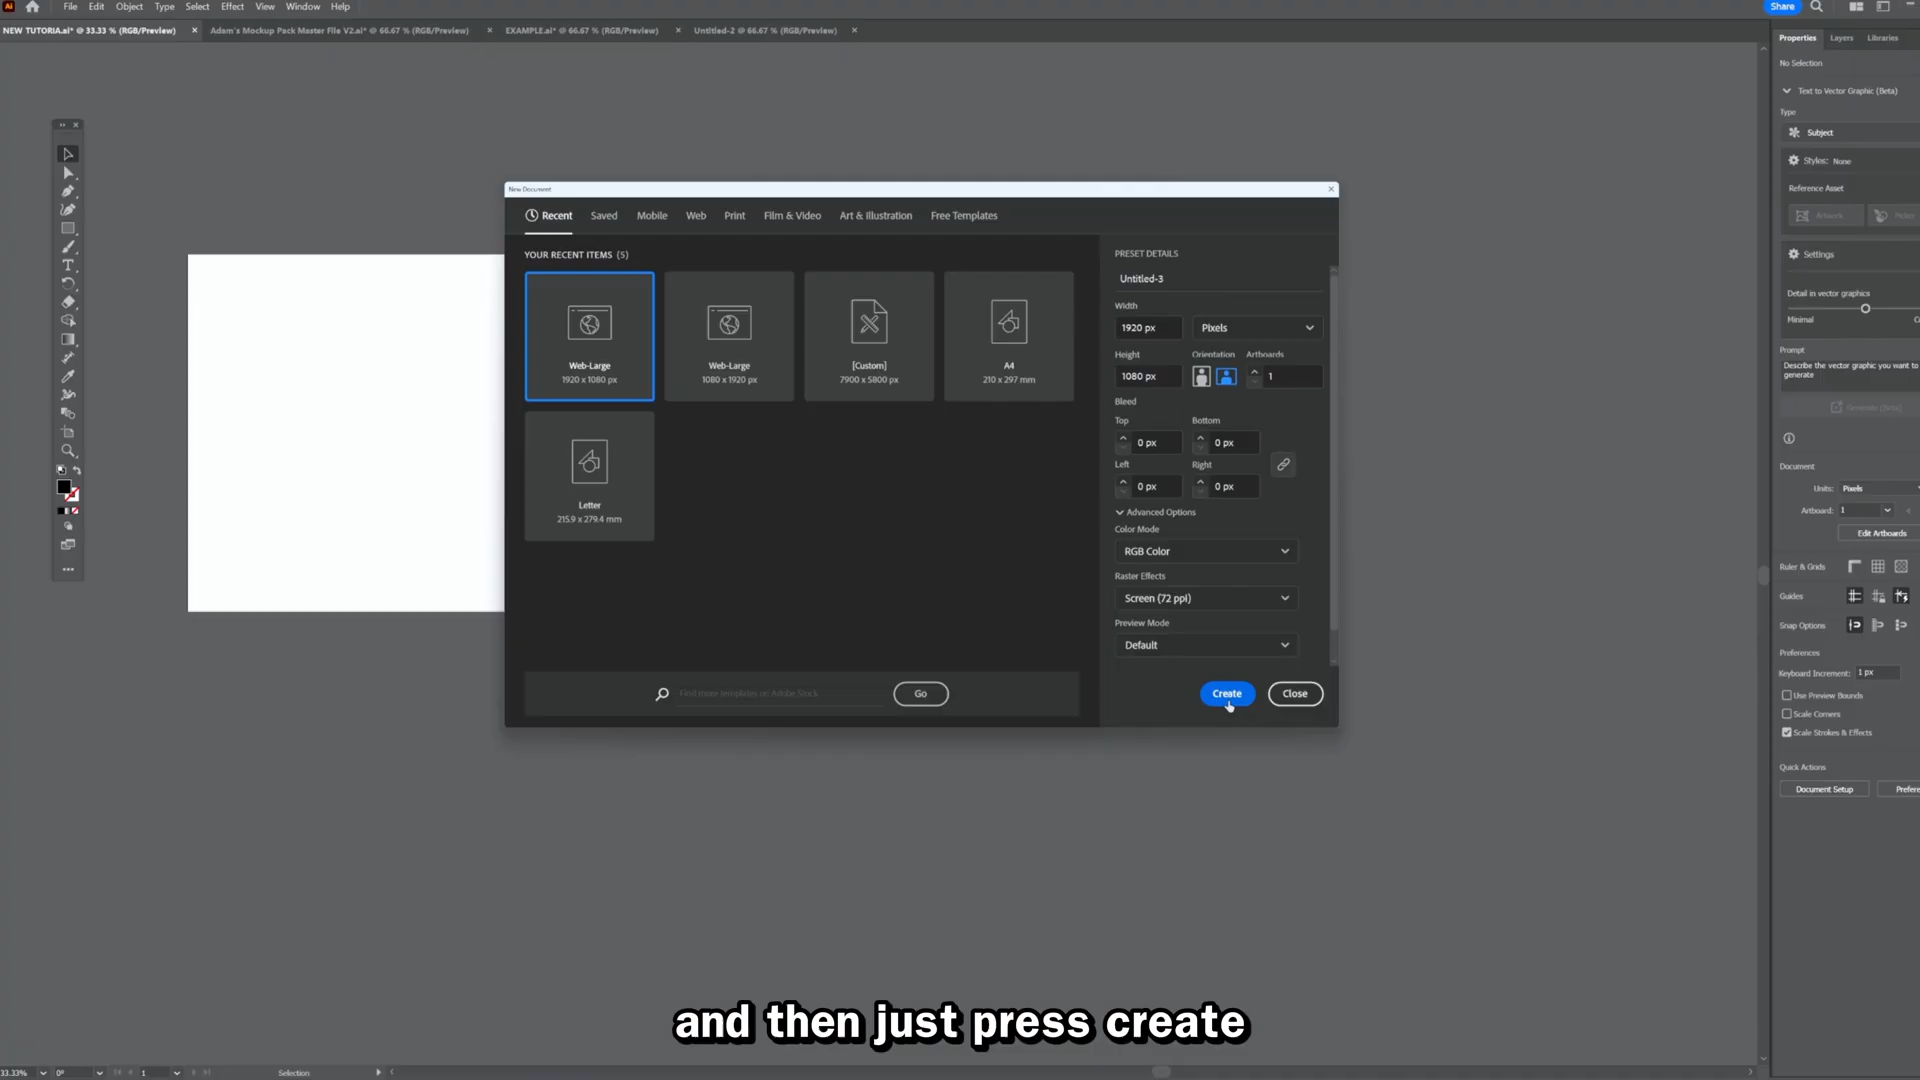 Ai File Edit Object Type Select Effect View Window Help Share
NEW TUTORIA.ai* @ 33.33 % (RGB/Preview) × Adam's Mockup Pack Master File V2.ai* @ 66.67 % (RGB/Preview) × EXAMPLE.ai* @ 66.67 % (RGB/Preview) × Untitled-2 @ 66.67 % (RGB/Preview) ×
Properties Layers Libraries
No Selection
Text to Vector Graphic (Beta)
Type
Subject
Styles: None
Reference Asset
Artwork Picker
Settings
Detail in vector graphics
Minimal
Prompt
Describe the vector graphic you want to
generate
Generate (Beta)
Document
Units: Pixels
Artboard: 1
Edit Artboards
Ruler & Grids
Guides
Snap Options
Preferences
Keyboard Increment: 1 px
Use Preview Bounds
Scale Corners
Scale Strokes & Effects
Quick Actions
Document Setup
New Document
Recent Saved Mobile Web Print Film & Video Art & Illustration Free Templates
YOUR RECENT ITEMS (5)
Web-Large
1920 x 1080 px
Web-Large
1080 x 1920 px
[Custom]
7900 x 5800 px
A4
210 x 297 mm
Letter
215.9 x 279.4 mm
Find more templates on Adobe Stock Go
PRESET DETAILS
Untitled-3
Width
1920 px Pixels
Height Orientation Artboards
1080 px 1
Bleed
Top Bottom
0 px 0 px
Left Right
0 px 0 px
Advanced Options
Color Mode
RGB Color
Raster Effects
Screen (72 ppi)
Preview Mode
Default
Create Close
and then just press create
33.33% 0° 1 Selection